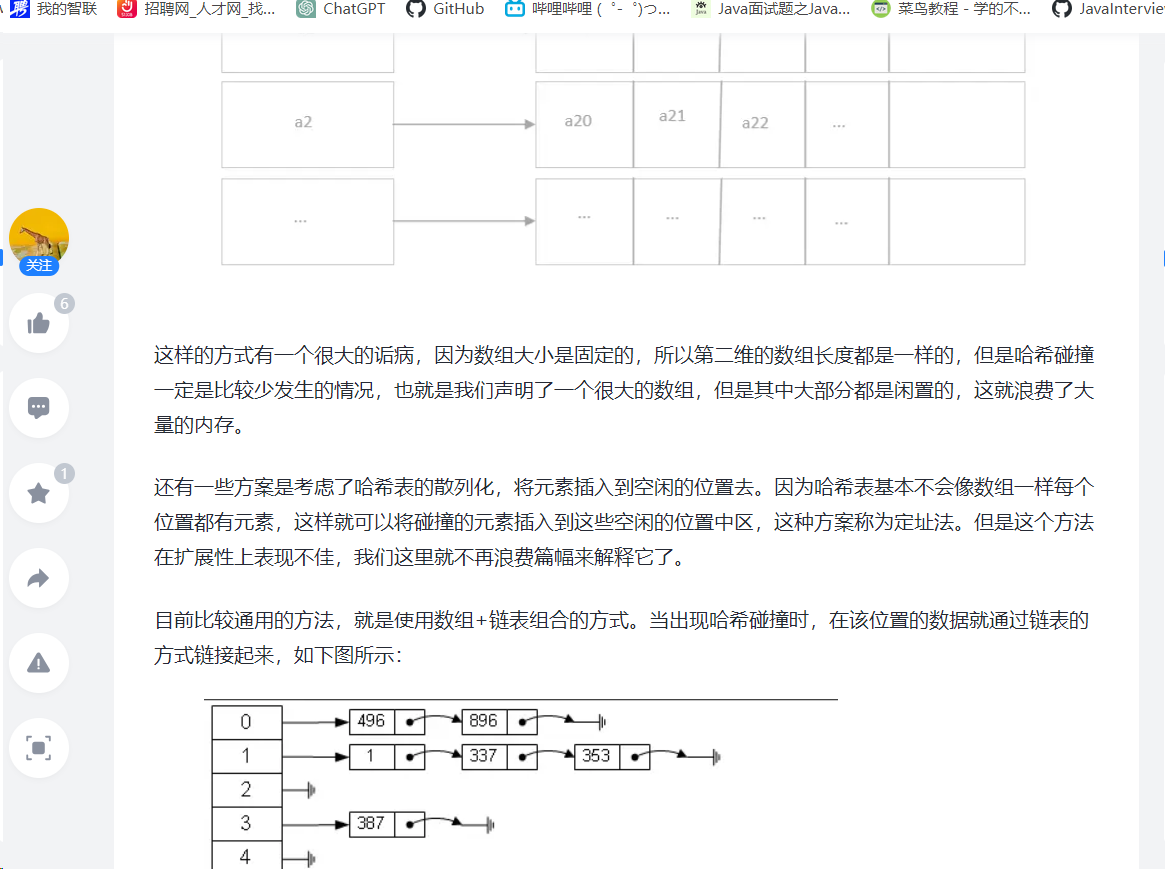 我的智联 招聘网_人才网_找... ChatGPT GitHub 哔哩哔哩 (゜-゜)つ... Java面试题之Java... 菜鸟教程 - 学的不... JavaIntervie
a2 a20 a21 a22 ...
... ... ... ... ...
关注
6
1
这样的方式有一个很大的诟病，因为数组大小是固定的，所以第二维的数组长度都是一样的，但是哈希碰撞
一定是比较少发生的情况，也就是我们声明了一个很大的数组，但是其中大部分都是闲置的，这就浪费了大
量的内存。
还有一些方案是考虑了哈希表的散列化，将元素插入到空闲的位置去。因为哈希表基本不会像数组一样每个
位置都有元素，这样就可以将碰撞的元素插入到这些空闲的位置中区，这种方案称为定址法。但是这个方法
在扩展性上表现不佳，我们这里就不再浪费篇幅来解释它了。
目前比较通用的方法，就是使用数组+链表组合的方式。当出现哈希碰撞时，在该位置的数据就通过链表的
方式链接起来，如下图所示：
0 496 896
1 1 337 353
2
3 387
4